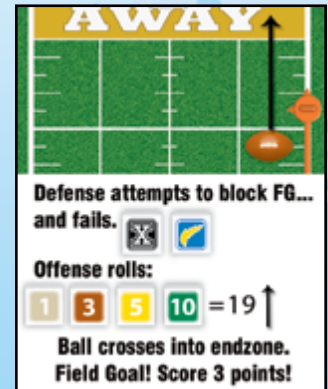 AWAY
Defense attempts to block FG...
and fails. X
Offense rolls:
1 3 5 10 =19
Ball crosses into endzone.
Field Goal! Score 3 points!